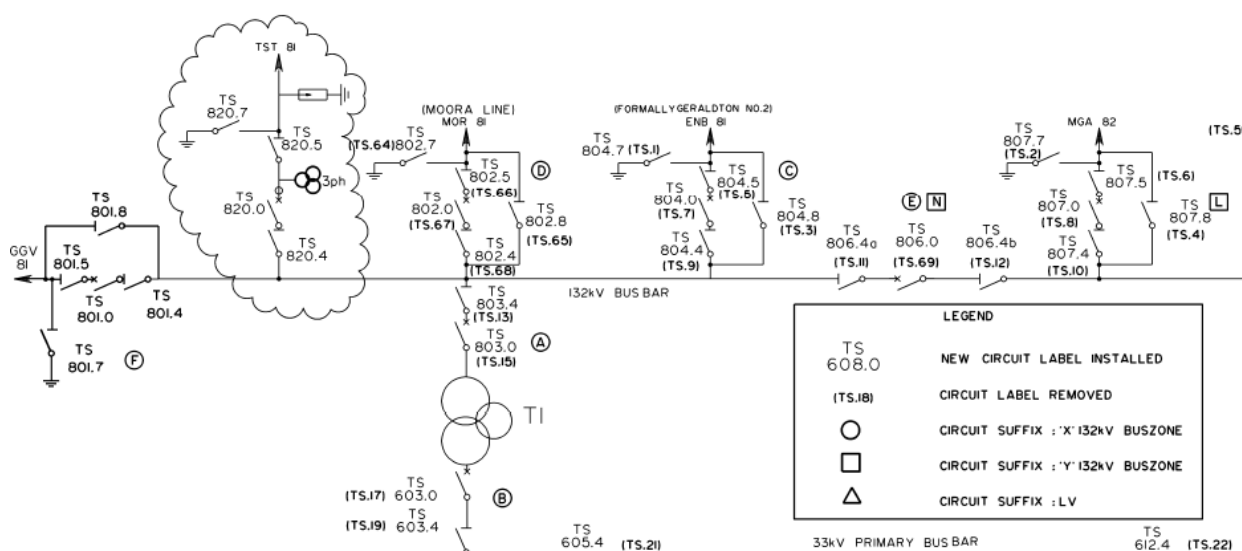 TST 81
TS
820.7
TS
820.5
3ph
TS
820.0
TS
820.4
(MOORA LINE)
MOR 81
(TS.64)
TS
802.7
TS
802.5
(TS.66)
D
TS
802.0
(TS.67)
TS
802.8
(TS.65)
TS
802.4
(TS.68)
(FORMALLY GERALDTON NO.2)
ENB 81
TS
804.7 (TS.1)
TS
804.5
(TS.5)
C
TS
804.0
(TS.7)
TS
804.8
(TS.3)
TS
804.4
(TS.9)
MGA 82
TS
807.7
(TS.2)
TS
807.5
(TS.6)
TS
807.0
(TS.8)
TS
807.8
(TS.4)
L
TS
807.4
(TS.10)
(TS.5
E N
TS
806.4a
(TS.11)
TS
806.0
(TS.69)
TS
806.4b
(TS.12)
TS
801.8
GGV
81
TS
801.5
TS
801.0
TS
801.4
TS
801.7
F
132kV BUS BAR
TS
803.4
(TS.13)
TS
803.0
(TS.15)
A
T1
TS
(TS.17) 603.0
B
TS
(TS.19) 603.4
TS
605.4 (TS.21)
33kV PRIMARY BUS BAR
TS
612.4 (TS.22)
LEGEND
TS
608.0
NEW CIRCUIT LABEL INSTALLED
(TS.18)
CIRCUIT LABEL REMOVED
CIRCUIT SUFFIX : 'X' 132kV BUSZONE
CIRCUIT SUFFIX : 'Y' 132kV BUSZONE
CIRCUIT SUFFIX : LV